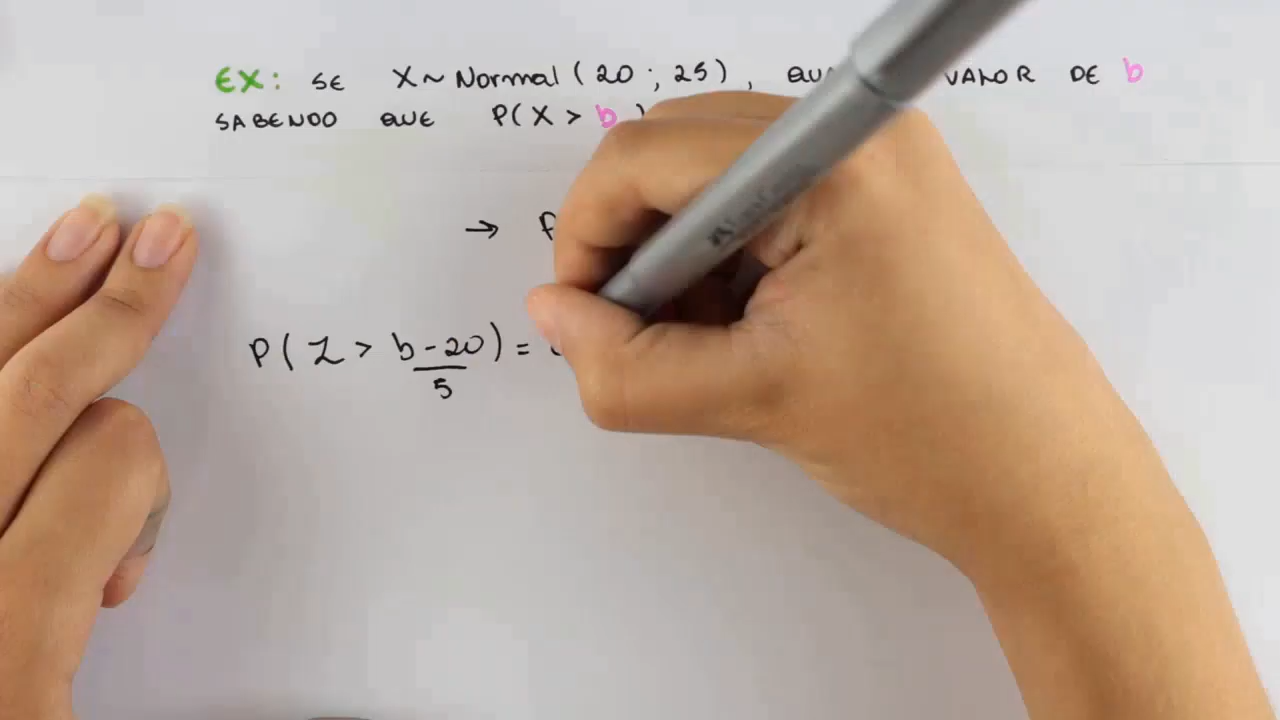 EX: SE X ~ Normal ( 20 ; 25 ) , VALOR DE b
SABENDO QUE P( X > b )
→
P( Z > b - 20 ) =
5